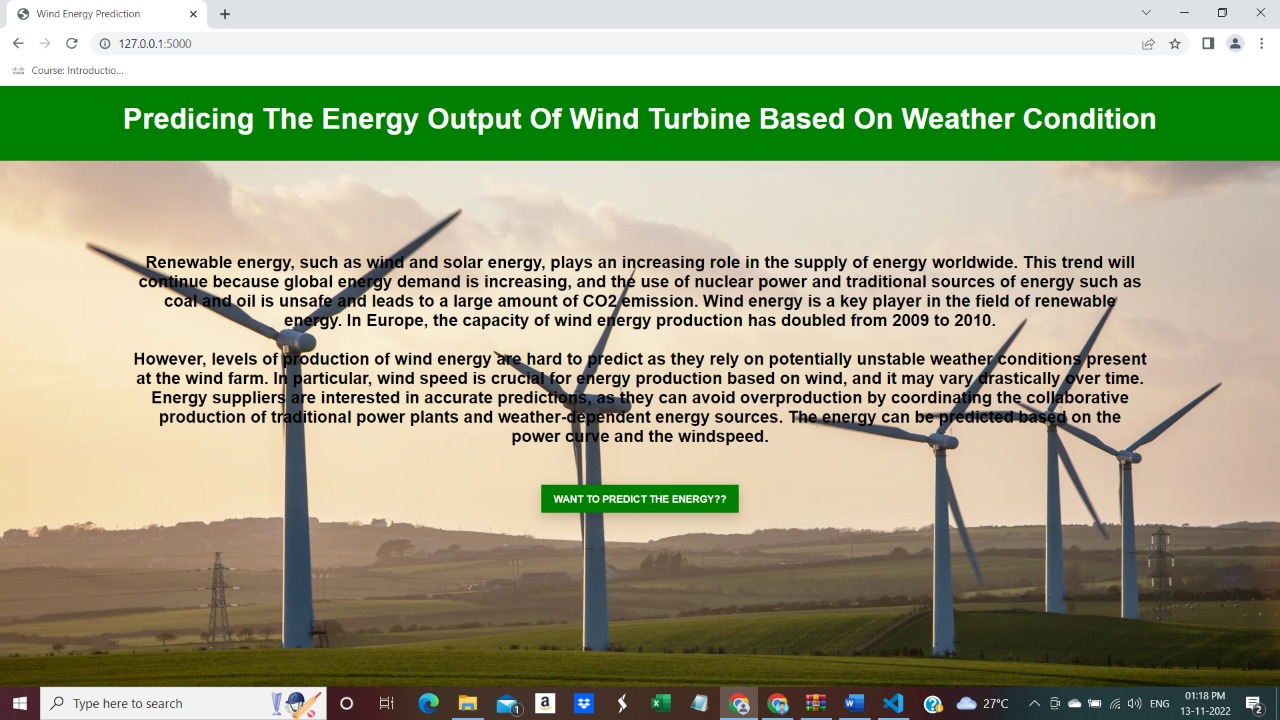 Wind Energy Prediction
127.0.0.1:5000
Course: Introductio...
Predicing The Energy Output Of Wind Turbine Based On Weather Condition
Renewable energy, such as wind and solar energy, plays an increasing role in the supply of energy worldwide. This trend will
continue because global energy demand is increasing, and the use of nuclear power and traditional sources of energy such as
coal and oil is unsafe and leads to a large amount of CO2 emission. Wind energy is a key player in the field of renewable
energy. In Europe, the capacity of wind energy production has doubled from 2009 to 2010.
However, levels of production of wind energy are hard to predict as they rely on potentially unstable weather conditions present
at the wind farm. In particular, wind speed is crucial for energy production based on wind, and it may vary drastically over time.
Energy suppliers are interested in accurate predictions, as they can avoid overproduction by coordinating the collaborative
production of traditional power plants and weather-dependent energy sources. The energy can be predicted based on the
power curve and the windspeed.
WANT TO PREDICT THE ENERGY??
Type here to search
1
a
27°C
ENG
01:18 PM
13-11-2022
2